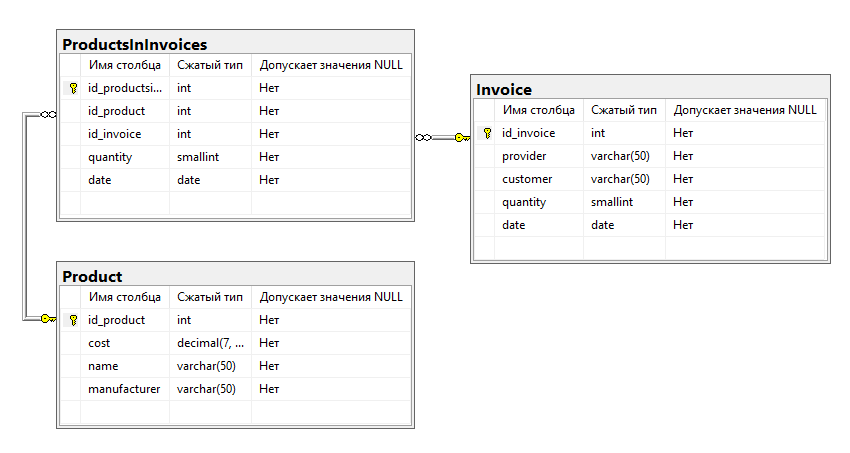 ProductsInInvoices
Имя столбца Сжатый тип Допускает значения NULL
id_productsi... int Нет
id_product int Нет
id_invoice int Нет
quantity smallint Нет
date date Нет
Invoice
Имя столбца Сжатый тип Допускает значения NULL
id_invoice int Нет
provider varchar(50) Нет
customer varchar(50) Нет
quantity smallint Нет
date date Нет
Product
Имя столбца Сжатый тип Допускает значения NULL
id_product int Нет
cost decimal(7, ... Нет
name varchar(50) Нет
manufacturer varchar(50) Нет